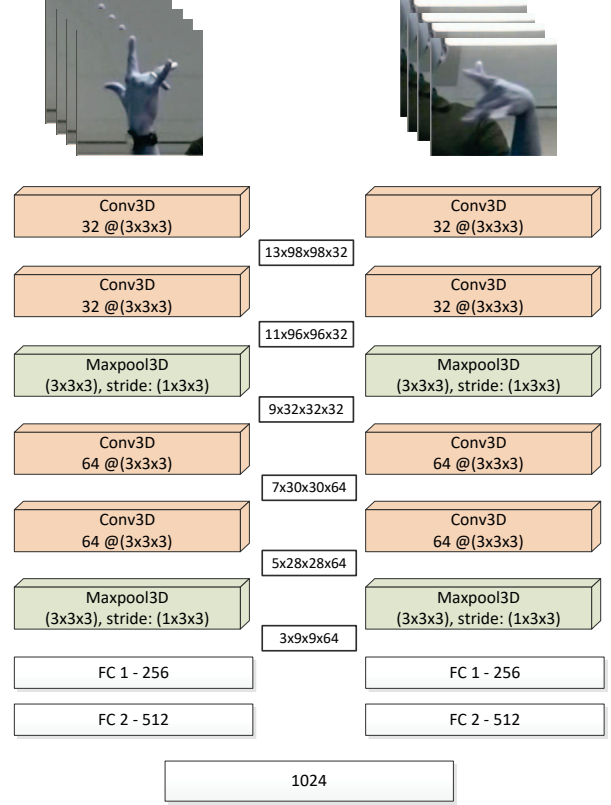 Conv3D
32 @(3x3x3)
Conv3D
32 @(3x3x3)
13x98x98x32
Conv3D
32 @(3x3x3)
Conv3D
32 @(3x3x3)
11x96x96x32
Maxpool3D
(3x3x3), stride: (1x3x3)
Maxpool3D
(3x3x3), stride: (1x3x3)
9x32x32x32
Conv3D
64 @(3x3x3)
Conv3D
64 @(3x3x3)
7x30x30x64
Conv3D
64 @(3x3x3)
Conv3D
64 @(3x3x3)
5x28x28x64
Maxpool3D
(3x3x3), stride: (1x3x3)
Maxpool3D
(3x3x3), stride: (1x3x3)
3x9x9x64
FC 1 - 256
FC 1 - 256
FC 2 - 512
FC 2 - 512
1024